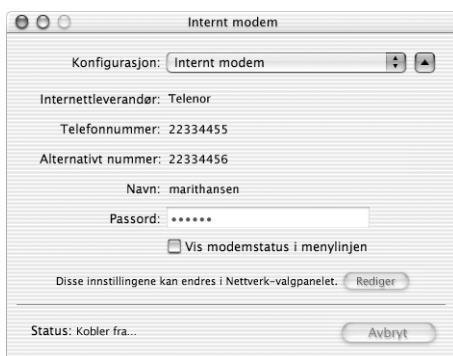 Internt modem
Konfigurasjon: Internt modem
Internettleverandør: Telenor
Telefonnummer: 22334455
Alternativt nummer: 22334456
Navn: marithansen
Passord: ••••••
Vis modemstatus i menylinjen
Disse innstillingene kan endres i Nettverk-valgpanelet. Rediger
Status: Kobler fra... Avbryt